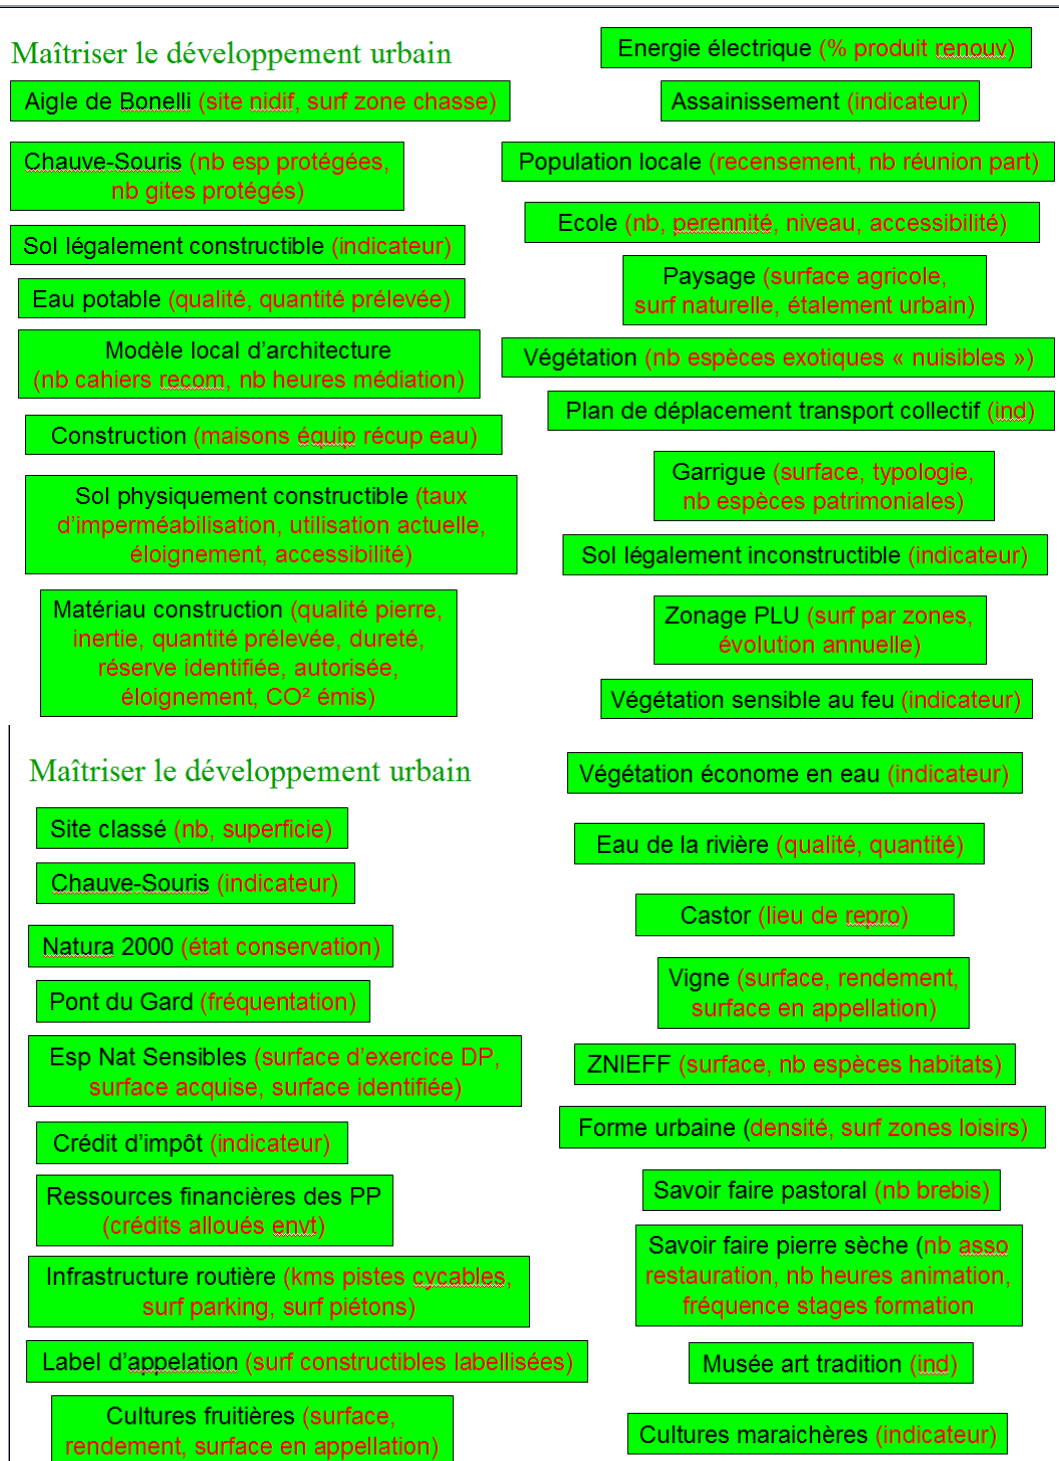 Maîtriser le développement urbain
Aigle de Bonelli (site nidif, surf zone chasse)
Chauve-Souris (nb esp protégées,
nb gites protégés)
Sol légalement constructible (indicateur)
Eau potable (qualité, quantité prélevée)
Modèle local d’architecture
(nb cahiers recom, nb heures médiation)
Construction (maisons équip récup eau)
Sol physiquement constructible (taux
d’imperméabilisation, utilisation actuelle,
éloignement, accessibilité)
Matériau construction (qualité pierre,
inertie, quantité prélevée, dureté,
réserve identifiée, autorisée,
éloignement, CO² émis)
Energie électrique (% produit renouv)
Assainissement (indicateur)
Population locale (recensement, nb réunion part)
Ecole (nb, perennité, niveau, accessibilité)
Paysage (surface agricole,
surf naturelle, étalement urbain)
Végétation (nb espèces exotiques « nuisibles »)
Plan de déplacement transport collectif (ind)
Garrigue (surface, typologie,
nb espèces patrimoniales)
Sol légalement inconstructible (indicateur)
Zonage PLU (surf par zones,
évolution annuelle)
Végétation sensible au feu (indicateur)
Maîtriser le développement urbain
Site classé (nb, superficie)
Chauve-Souris (indicateur)
Natura 2000 (état conservation)
Pont du Gard (fréquentation)
Esp Nat Sensibles (surface d’exercice DP,
surface acquise, surface identifiée)
Crédit d’impôt (indicateur)
Ressources financières des PP
(crédits alloués envt)
Infrastructure routière (kms pistes cycables,
surf parking, surf piétons)
Label d’appelation (surf constructibles labellisées)
Cultures fruitières (surface,
rendement, surface en appellation)
Végétation économe en eau (indicateur)
Eau de la rivière (qualité, quantité)
Castor (lieu de repro)
Vigne (surface, rendement,
surface en appellation)
ZNIEFF (surface, nb espèces habitats)
Forme urbaine (densité, surf zones loisirs)
Savoir faire pastoral (nb brebis)
Savoir faire pierre sèche (nb asso
restauration, nb heures animation,
fréquence stages formation
Musée art tradition (ind)
Cultures maraichères (indicateur)